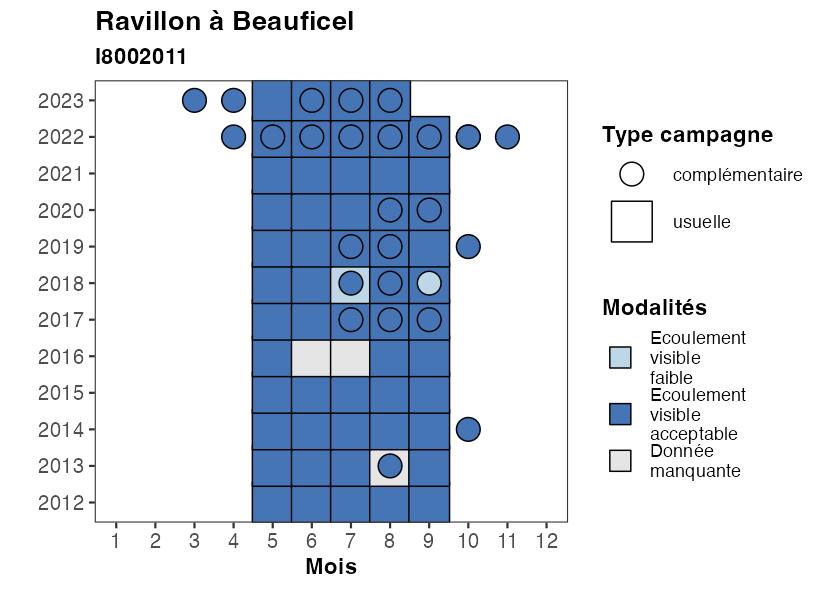 Ravillon à Beauficel
I8002011
2023
2022
2021
2020
2019
2018
2017
2016
2015
2014
2013
2012
1 2 3 4 5 6 7 8 9 10 11 12
Mois
Type campagne
complémentaire
usuelle
Modalités
Ecoulement
visible
faible
Ecoulement
visible
acceptable
Donnée
manquante